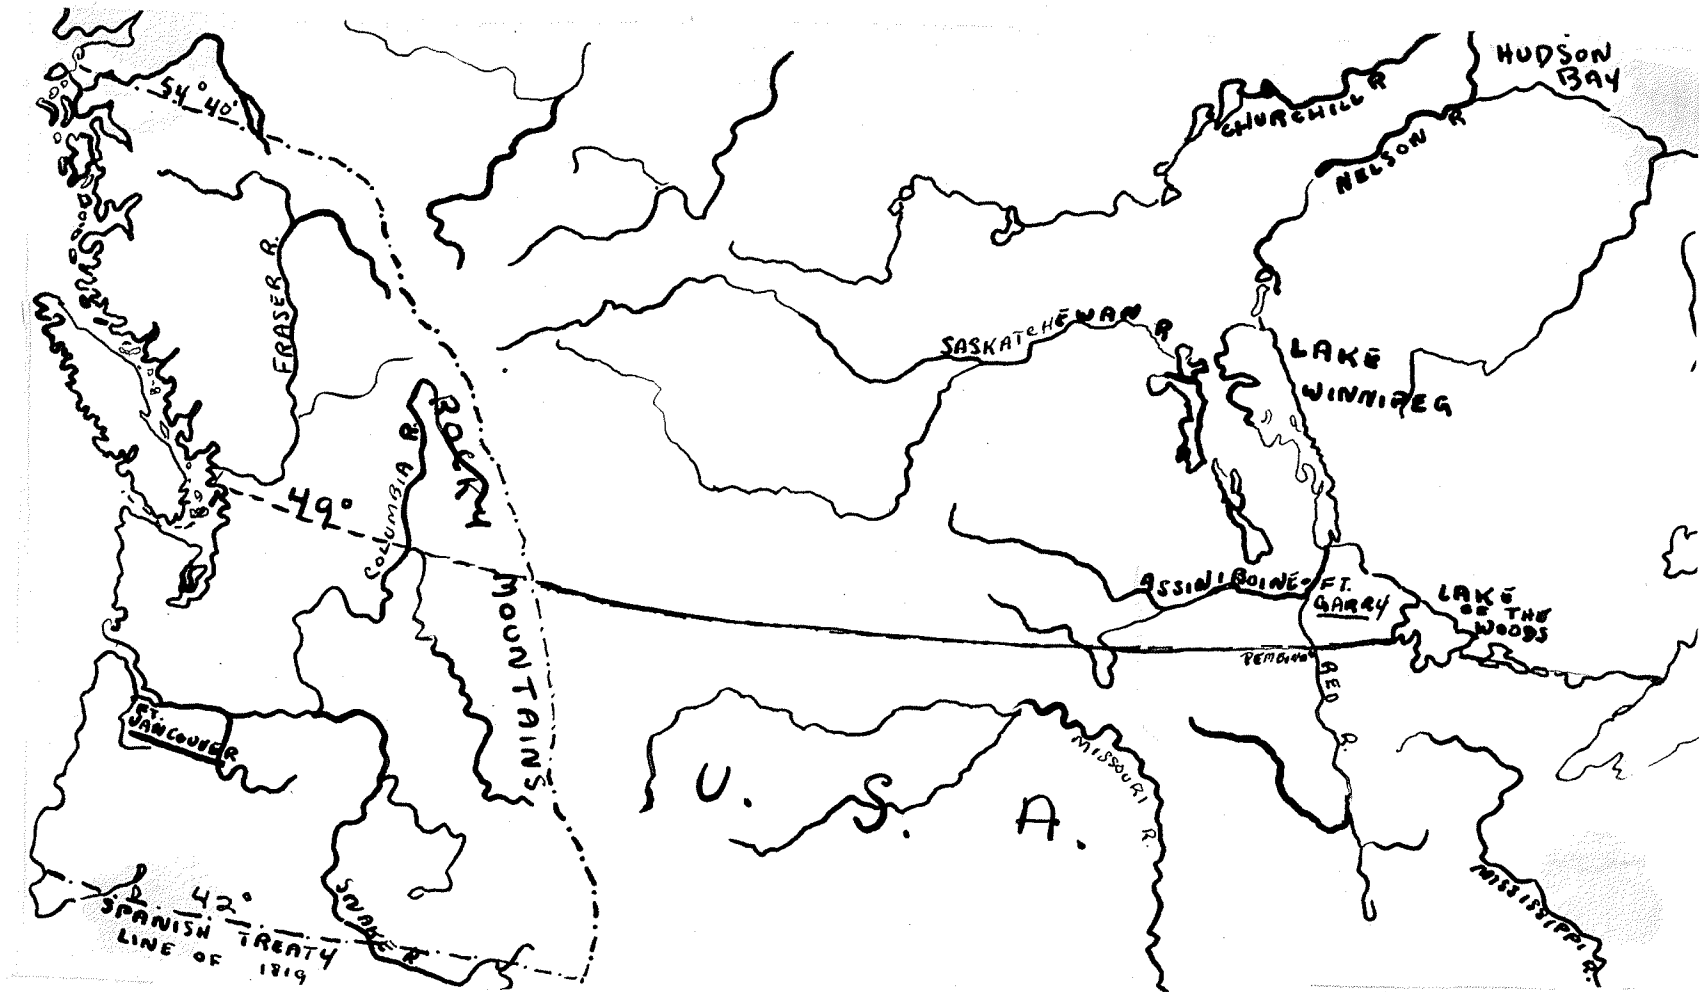 HUDSON
BAY
54° 40'
CHURCHILL R
NELSON R
FRASER R.
SASKATCHEWAN R
LAKE
WINNIPEG
COLUMBIA R.
ROCKY
MOUNTAINS
49°
ASSINIBOINE
FT.
GARRY
LAKE
OF THE
WOODS
PEMBINA
RED R.
FT.
VANCOUVER
U. S. A.
MISSOURI R.
MISSISSIPPI R.
SNAKE R
42°
SPANISH TREATY
LINE OF 1819